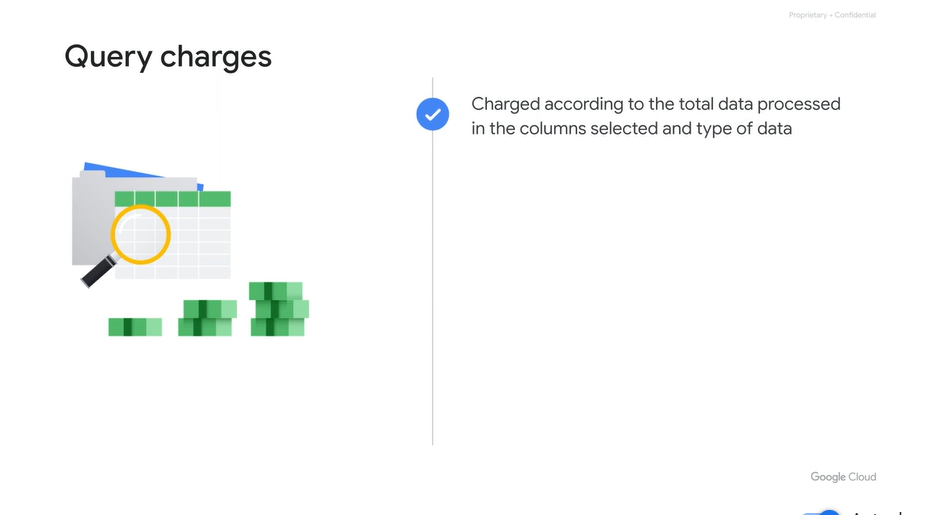 Proprietary + Confidential
Query charges
Charged according to the total data processed
in the columns selected and type of data
Google Cloud